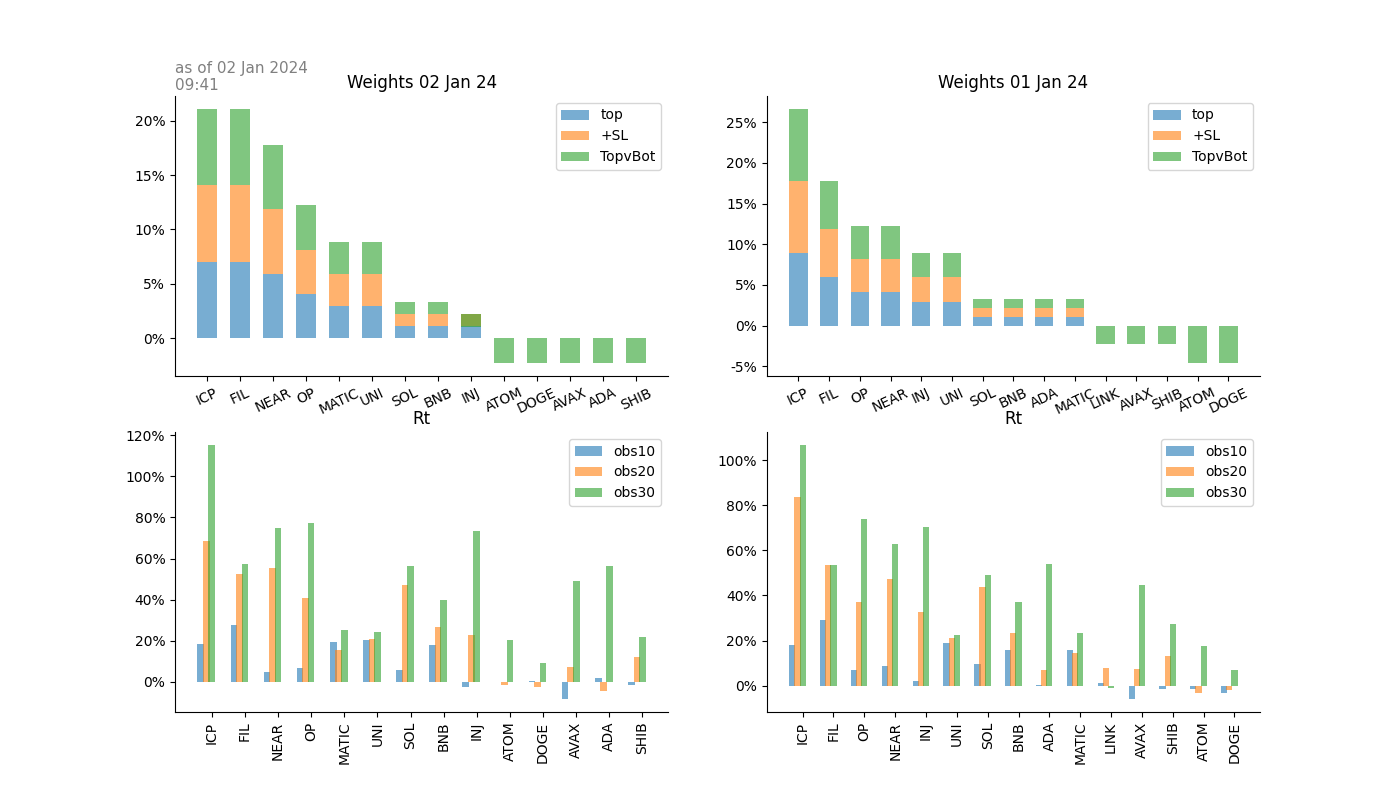 as of 02 Jan 2024
09:41
Weights 02 Jan 24
20%
15%
10%
5%
0%
top
+SL
TopvBot
ICP FIL NEAR OP MATIC UNI SOL BNB INJ ATOM DOGE AVAX ADA SHIB
Weights 01 Jan 24
25%
20%
15%
10%
5%
0%
-5%
top
+SL
TopvBot
ICP FIL OP NEAR INJ UNI SOL BNB ADA MATIC LINK AVAX SHIB ATOM DOGE
Rt
120%
100%
80%
60%
40%
20%
0%
obs10
obs20
obs30
ICP FIL NEAR OP MATIC UNI SOL BNB INJ ATOM DOGE AVAX ADA SHIB
Rt
100%
80%
60%
40%
20%
0%
obs10
obs20
obs30
ICP FIL OP NEAR INJ UNI SOL BNB ADA MATIC LINK AVAX SHIB ATOM DOGE